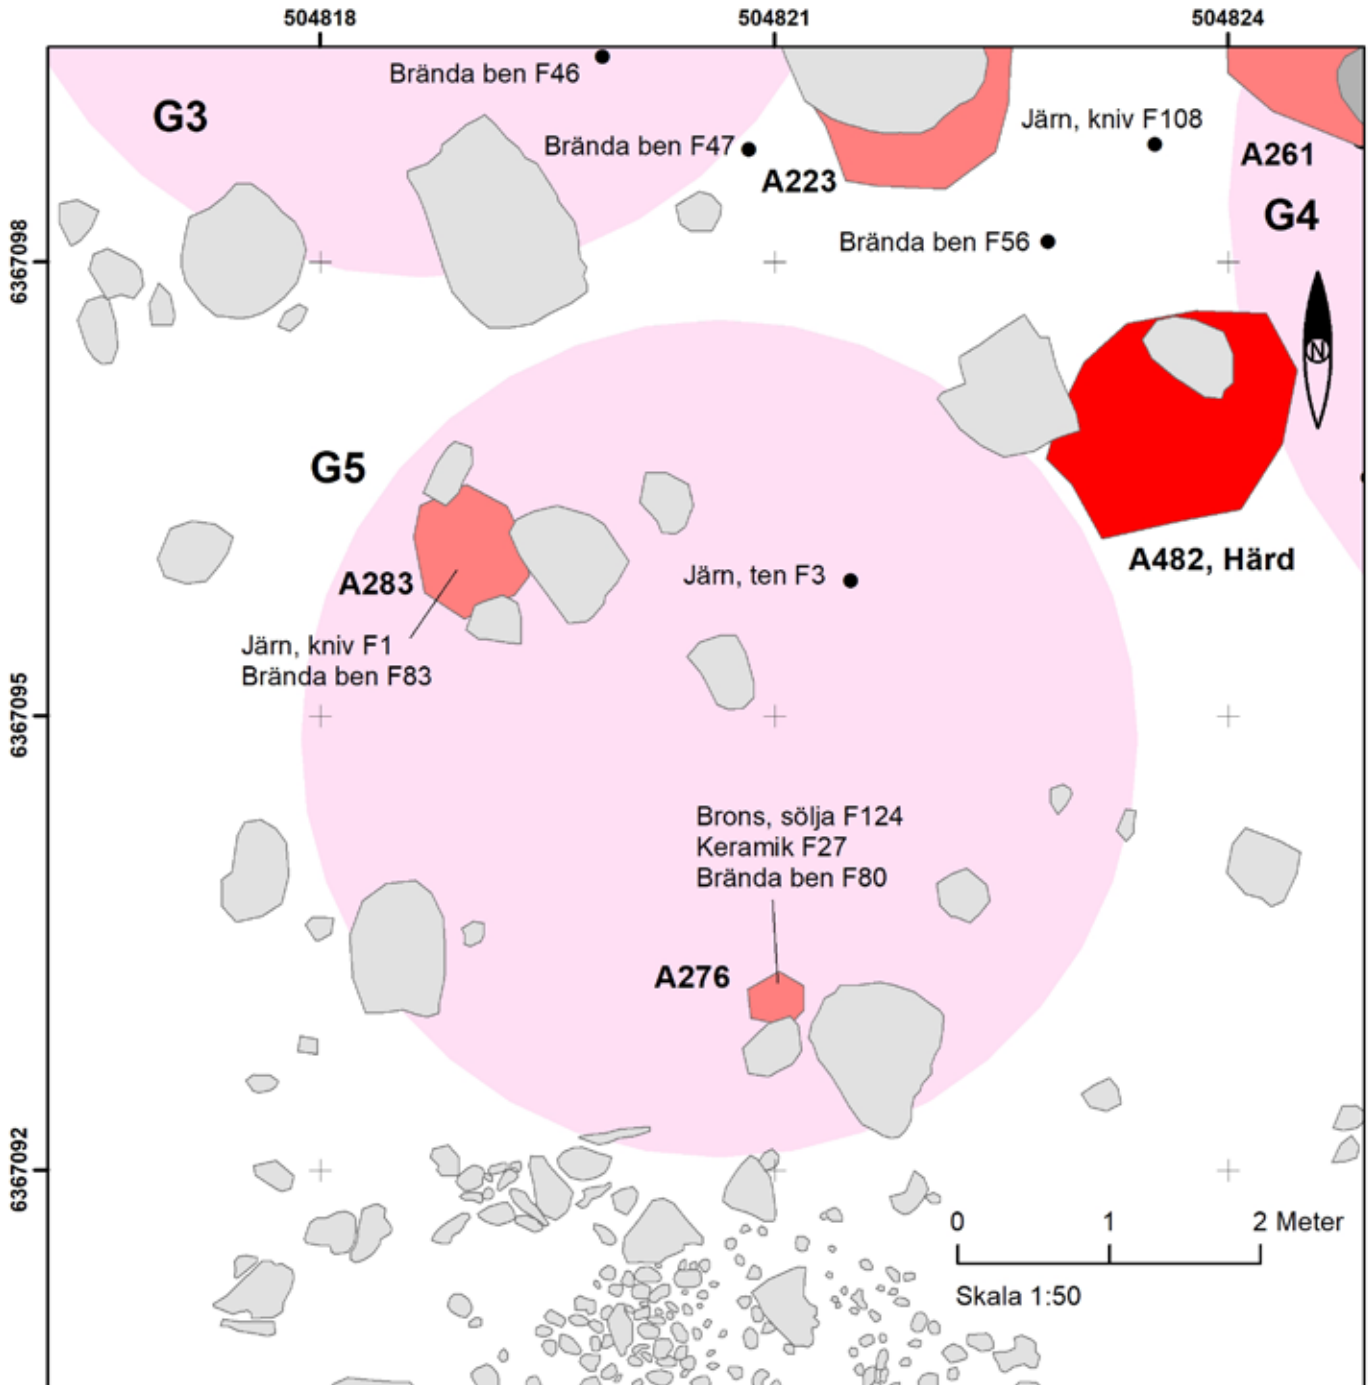 504818
504821
504824
Brända ben F46
G3
Järn, kniv F108
Brända ben F47
A261
A223
G4
Brända ben F56
6367098
N
G5
A482, Härd
Järn, ten F3
A283
Järn, kniv F1
Brända ben F83
6367095
Brons, sölja F124
Keramik F27
Brända ben F80
A276
6367092
0 1 2 Meter
Skala 1:50